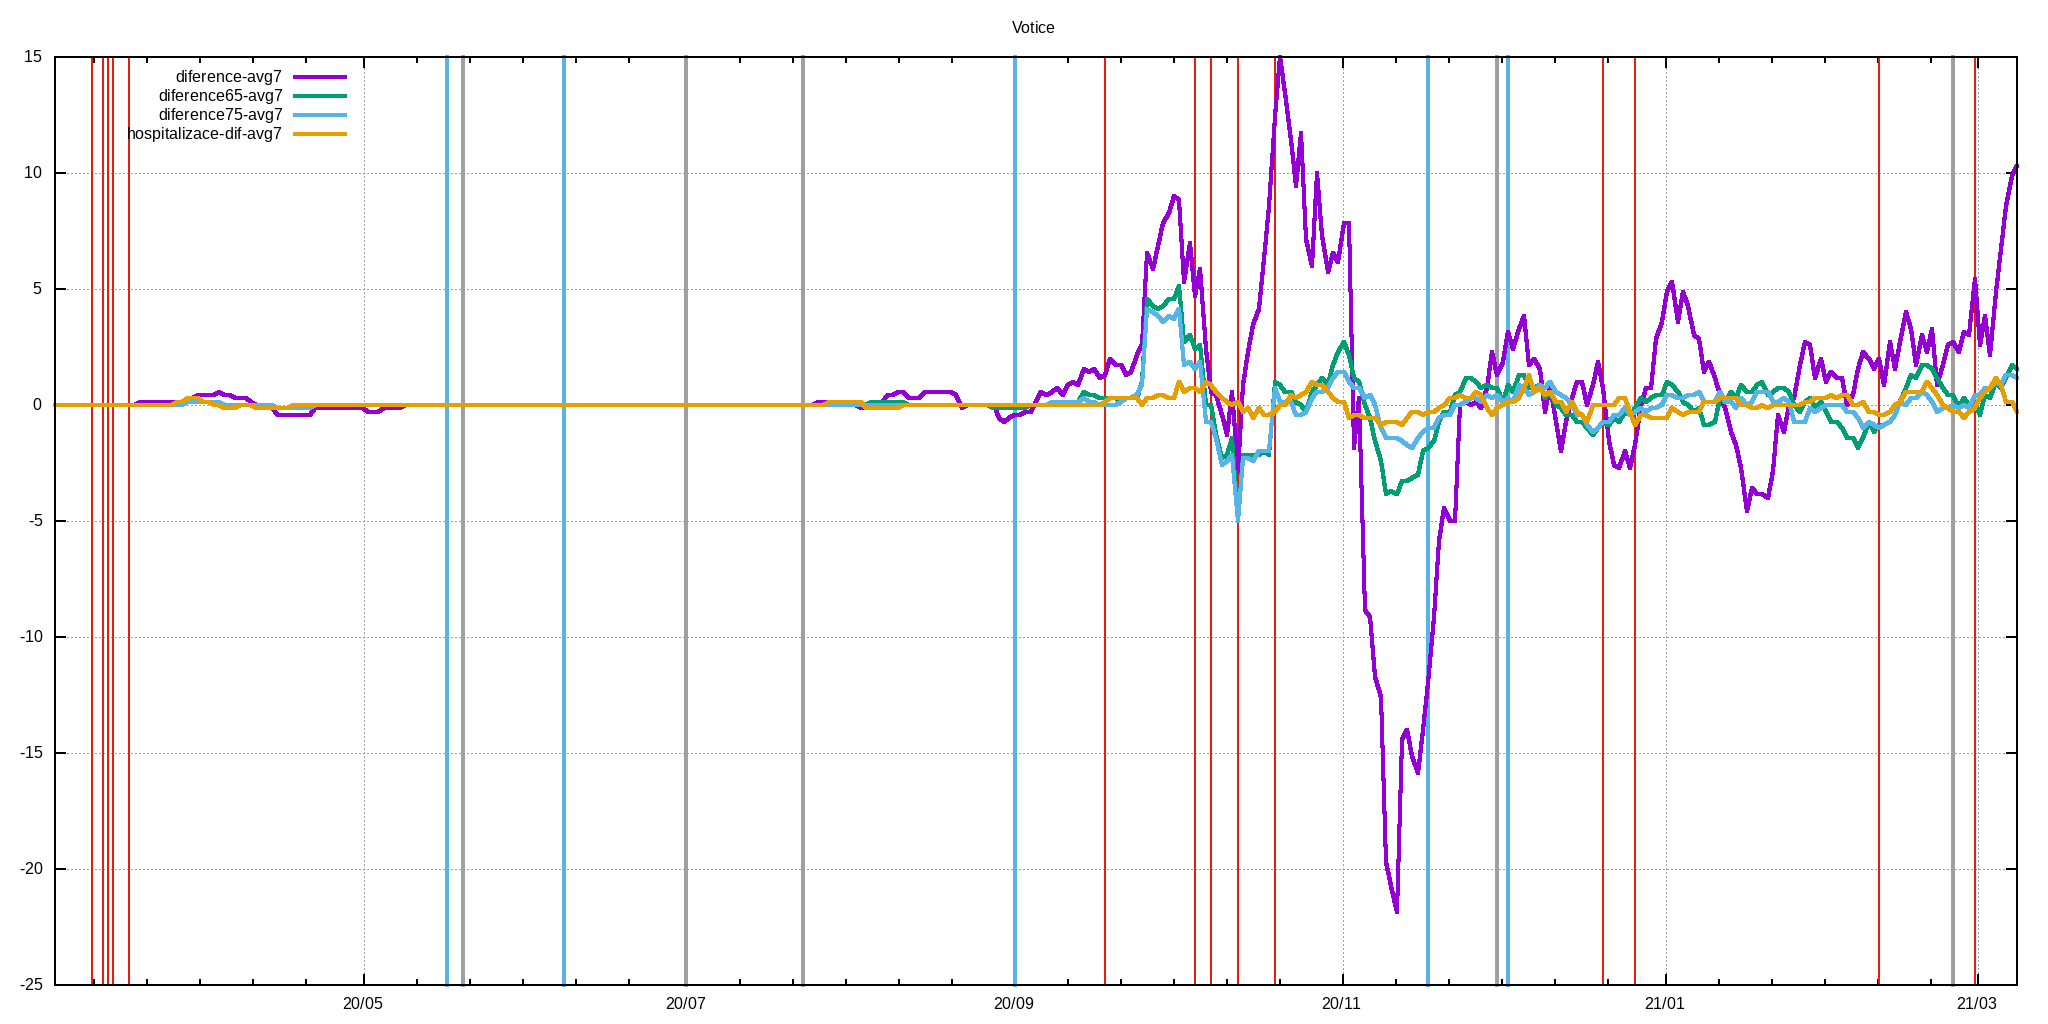 Votice
15
diference-avg7
diference65-avg7
diference75-avg7
hospitalizace-dif-avg7
10
5
0
-5
-10
-15
-20
-25
20/05 20/07 20/09 20/11 21/01 21/03